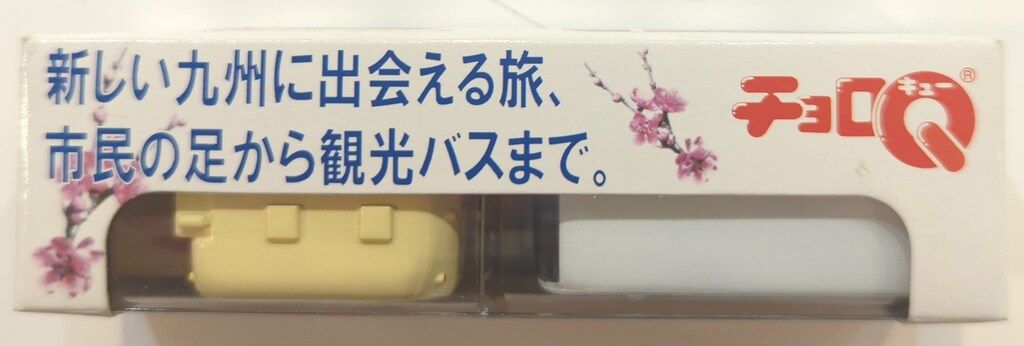 新しい九州に出会える旅、
市民の足から観光バスまで。
チョロQ
キュー
®